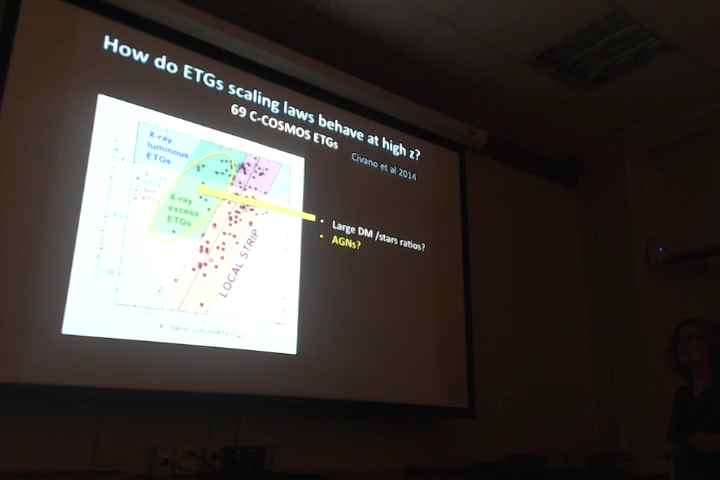 How do ETGs scaling laws behave at high z?
69 C-COSMOS ETGs
Civano et al 2014
X-ray
luminous
ETGs
X-ray
excess
ETGs
LOCAL STRIP
• Large DM /stars ratios?
• AGNs?